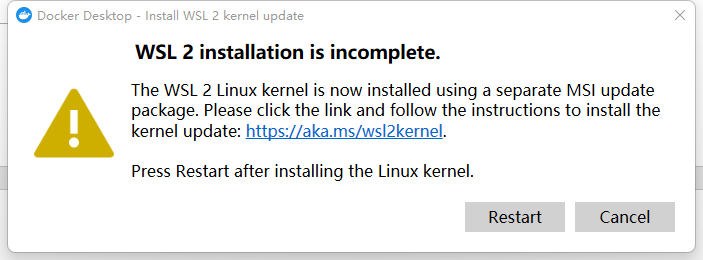 Docker Desktop - Install WSL 2 kernel update
WSL 2 installation is incomplete.
The WSL 2 Linux kernel is now installed using a separate MSI update
package. Please click the link and follow the instructions to install the
kernel update: https://aka.ms/wsl2kernel.
Press Restart after installing the Linux kernel.
Restart
Cancel